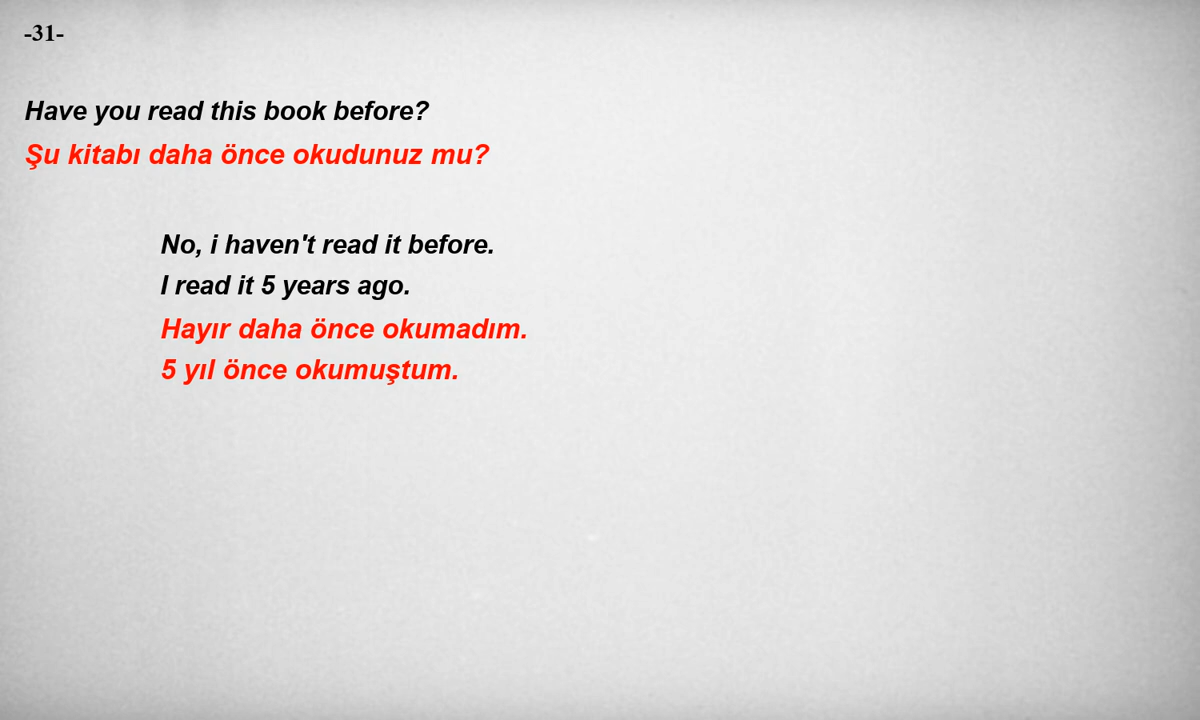 -31-
Have you read this book before?
Şu kitabı daha önce okudunuz mu?
No, i haven't read it before.
I read it 5 years ago.
Hayır daha önce okumadım.
5 yıl önce okumuştum.